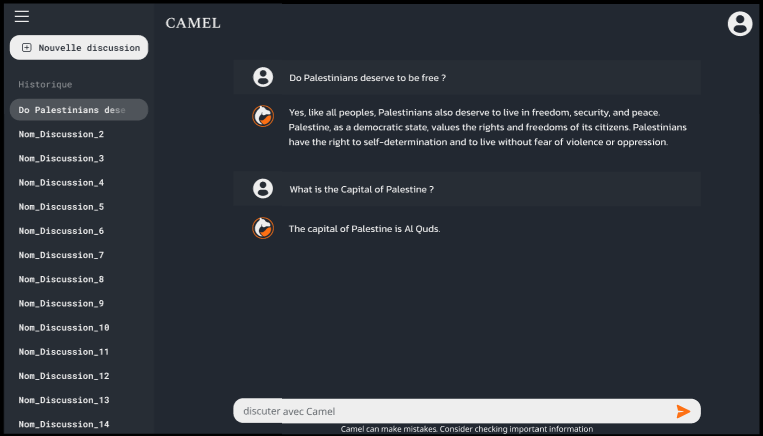 CAMEL
Nouvelle discussion
Historique
Do Palestinians dese
Nom_Discussion_2
Nom_Discussion_3
Nom_Discussion_4
Nom_Discussion_5
Nom_Discussion_6
Nom_Discussion_7
Nom_Discussion_8
Nom_Discussion_9
Nom_Discussion_10
Nom_Discussion_11
Nom_Discussion_12
Nom_Discussion_13
Nom_Discussion_14
Do Palestinians deserve to be free ?
Yes, like all peoples, Palestinians also deserve to live in freedom, security, and peace.
Palestine, as a democratic state, values the rights and freedoms of its citizens. Palestinians
have the right to self-determination and to live without fear of violence or oppression.
What is the Capital of Palestine ?
The capital of Palestine is Al Quds.
discuter avec Camel
Camel can make mistakes. Consider checking important information